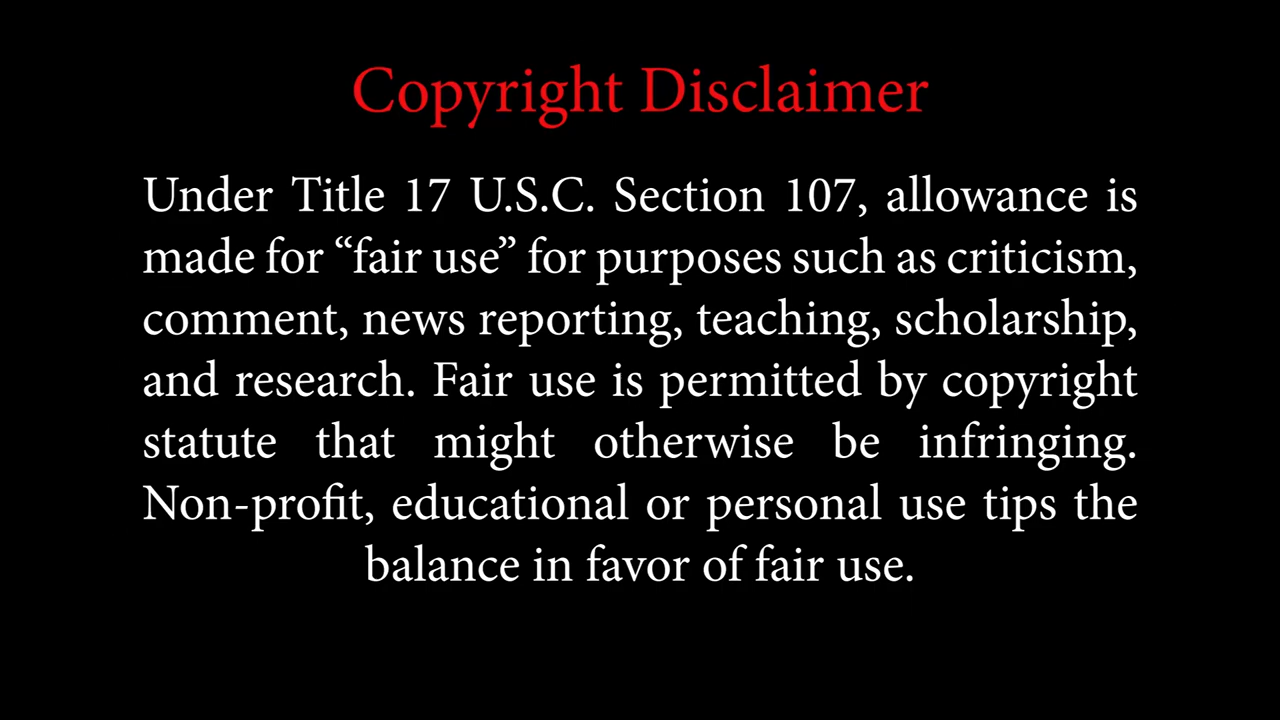 Copyright Disclaimer
Under Title 17 U.S.C. Section 107, allowance is
made for “fair use” for purposes such as criticism,
comment, news reporting, teaching, scholarship,
and research. Fair use is permitted by copyright
statute that might otherwise be infringing.
Non-profit, educational or personal use tips the
balance in favor of fair use.